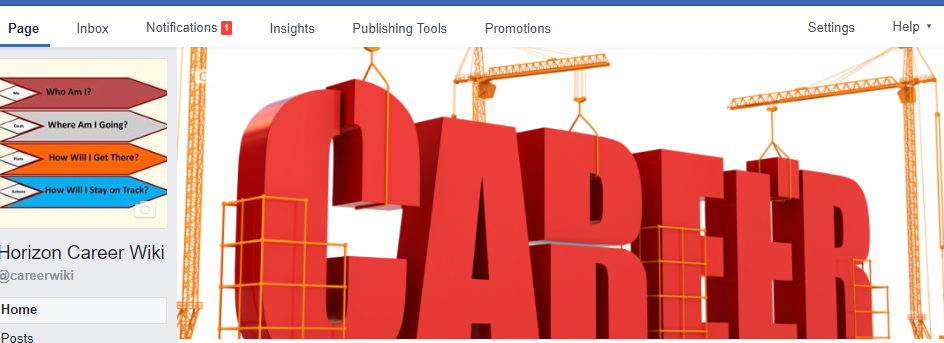 Page Inbox Notifications 1 Insights Publishing Tools Promotions Settings Help
Me Who Am I?
Goals Where Am I Going?
Plans How Will I Get There?
Actions How Will I Stay on Track?
CAREER
Horizon Career Wiki
@careerwiki
Home
Posts